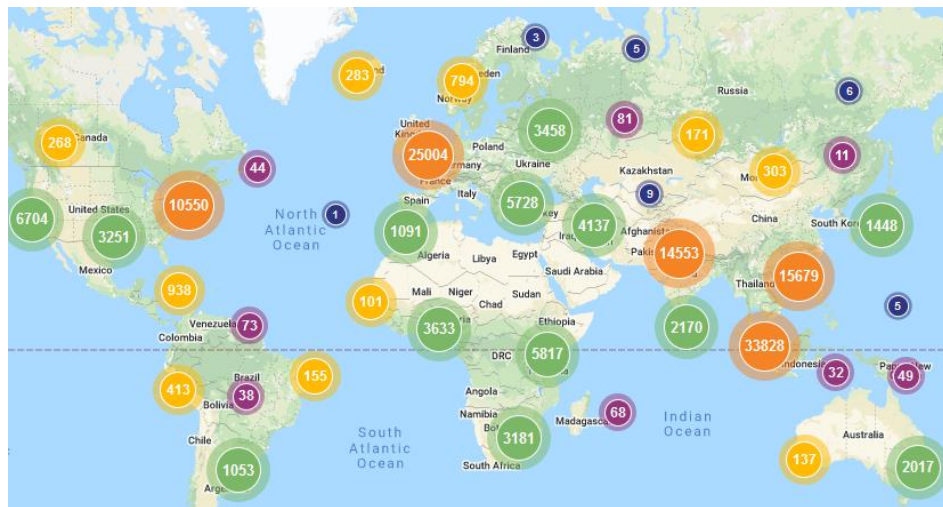 3
Finland
5
283
794
Russia
6
Norway
United
3458
81
171
268
Canada
Poland
25004
Germany
Ukraine
11
44
France
Kazakhstan
303
10550
Italy
9
6704
United States
Spain
5728
China
1
North
Atlantic
Ocean
4137
Afghanistan
South Korea
1448
3251
1091
14553
Mexico
Algeria
Libya
Egypt
Saudi Arabia
15679
Thailand
938
101
Mali
Niger
Chad
Sudan
5
Venezuela
73
Colombia
3633
Ethiopia
2170
5817
DRC
33828
413
Brazil
155
38
Bolivia
Angola
32
49
Namibia
Madagascar
68
Indian
Ocean
Chile
South
Atlantic
Ocean
3181
Australia
137
1053
South Africa
2017